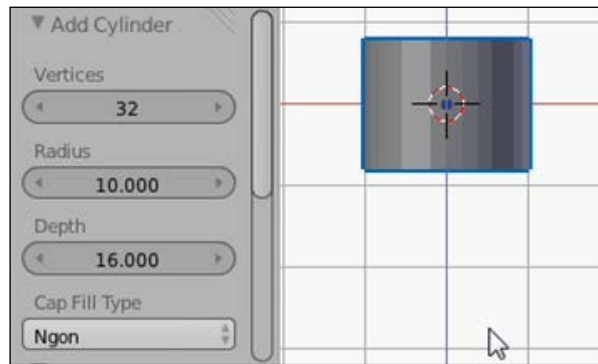 Add Cylinder
Vertices
32
Radius
10.000
Depth
16.000
Cap Fill Type
Ngon